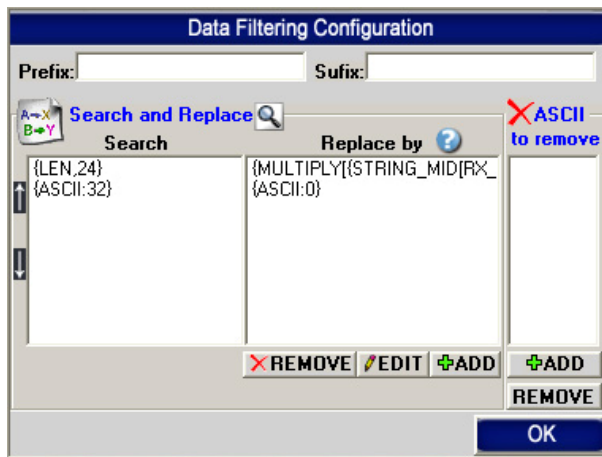 Data Filtering Configuration
Prefix: Sufix:
A→X B→Y Search and Replace ASCII to remove
Search Replace by ?
{LEN,24} {MULTIPLY[{STRING_MID[RX_
{ASCII:32} {ASCII:0}
REMOVE EDIT ADD ADD
REMOVE
OK